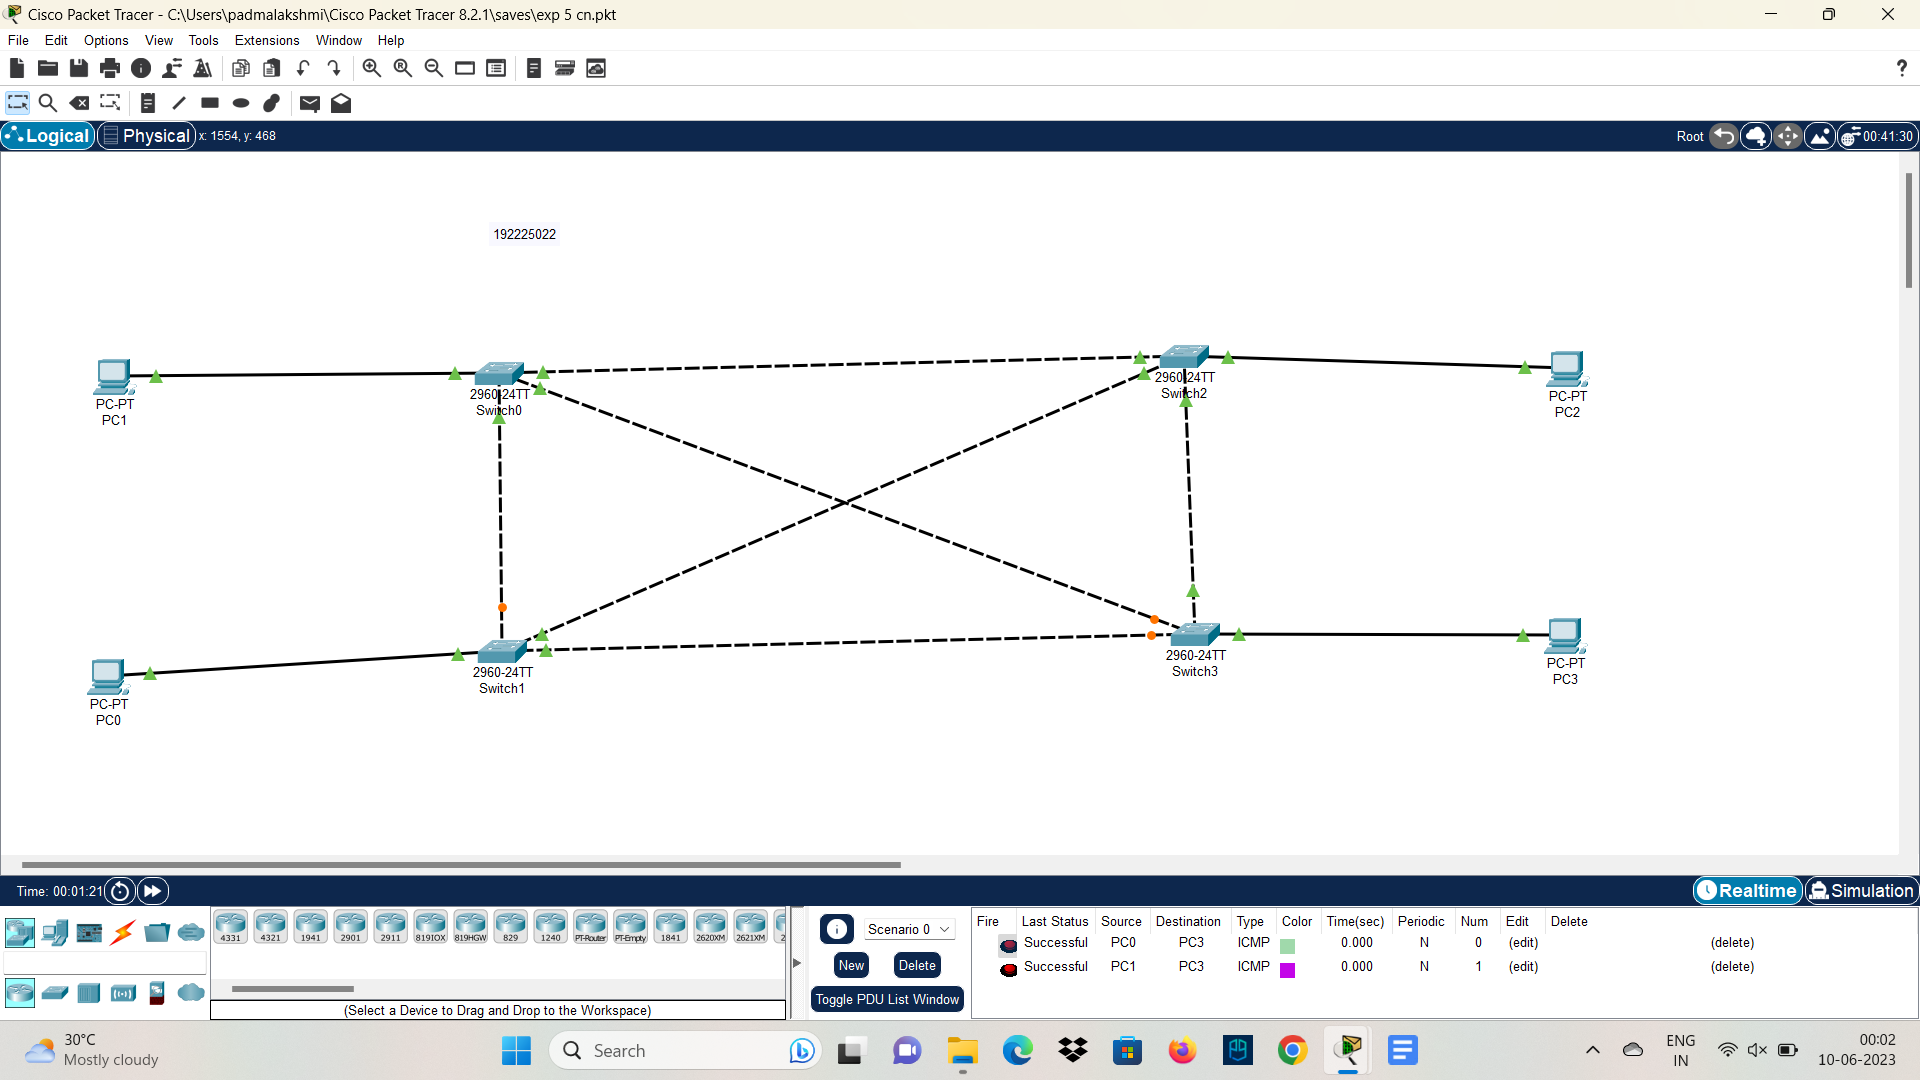 Cisco Packet Tracer - C:\Users\padmalakshmi\Cisco Packet Tracer 8.2.1\saves\exp 5 cn.pkt
File Edit Options View Tools Extensions Window Help
?
Logical Physical x: 1554, y: 468 Root 00:41:30
192225022
PC-PT
PC1
2960-24TT
Switch0
2960-24TT
Switch2
PC-PT
PC2
PC-PT
PC0
2960-24TT
Switch1
2960-24TT
Switch3
PC-PT
PC3
Time: 00:01:21 Realtime Simulation
4331 4321 1941 2901 2911 819IOX 819HGW 829 1240 PT-Router PT-Empty 1841 2620XM 2621XM 2
(Select a Device to Drag and Drop to the Workspace)
Scenario 0
New Delete
Toggle PDU List Window
Fire Last Status Source Destination Type Color Time(sec) Periodic Num Edit Delete
Successful PC0 PC3 ICMP 0.000 N 0 (edit) (delete)
Successful PC1 PC3 ICMP 0.000 N 1 (edit) (delete)
30°C
Mostly cloudy
Search
ENG
IN
00:02
10-06-2023